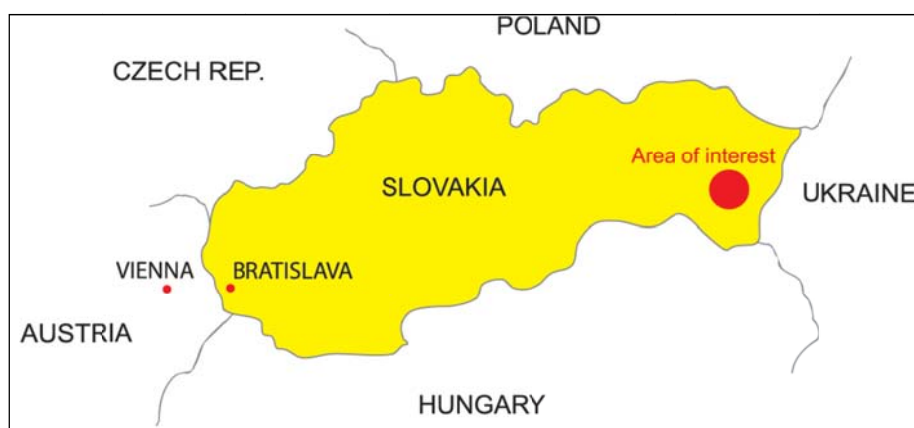 POLAND
CZECH REP.
Area of interest
SLOVAKIA
UKRAINE
VIENNA
BRATISLAVA
AUSTRIA
HUNGARY